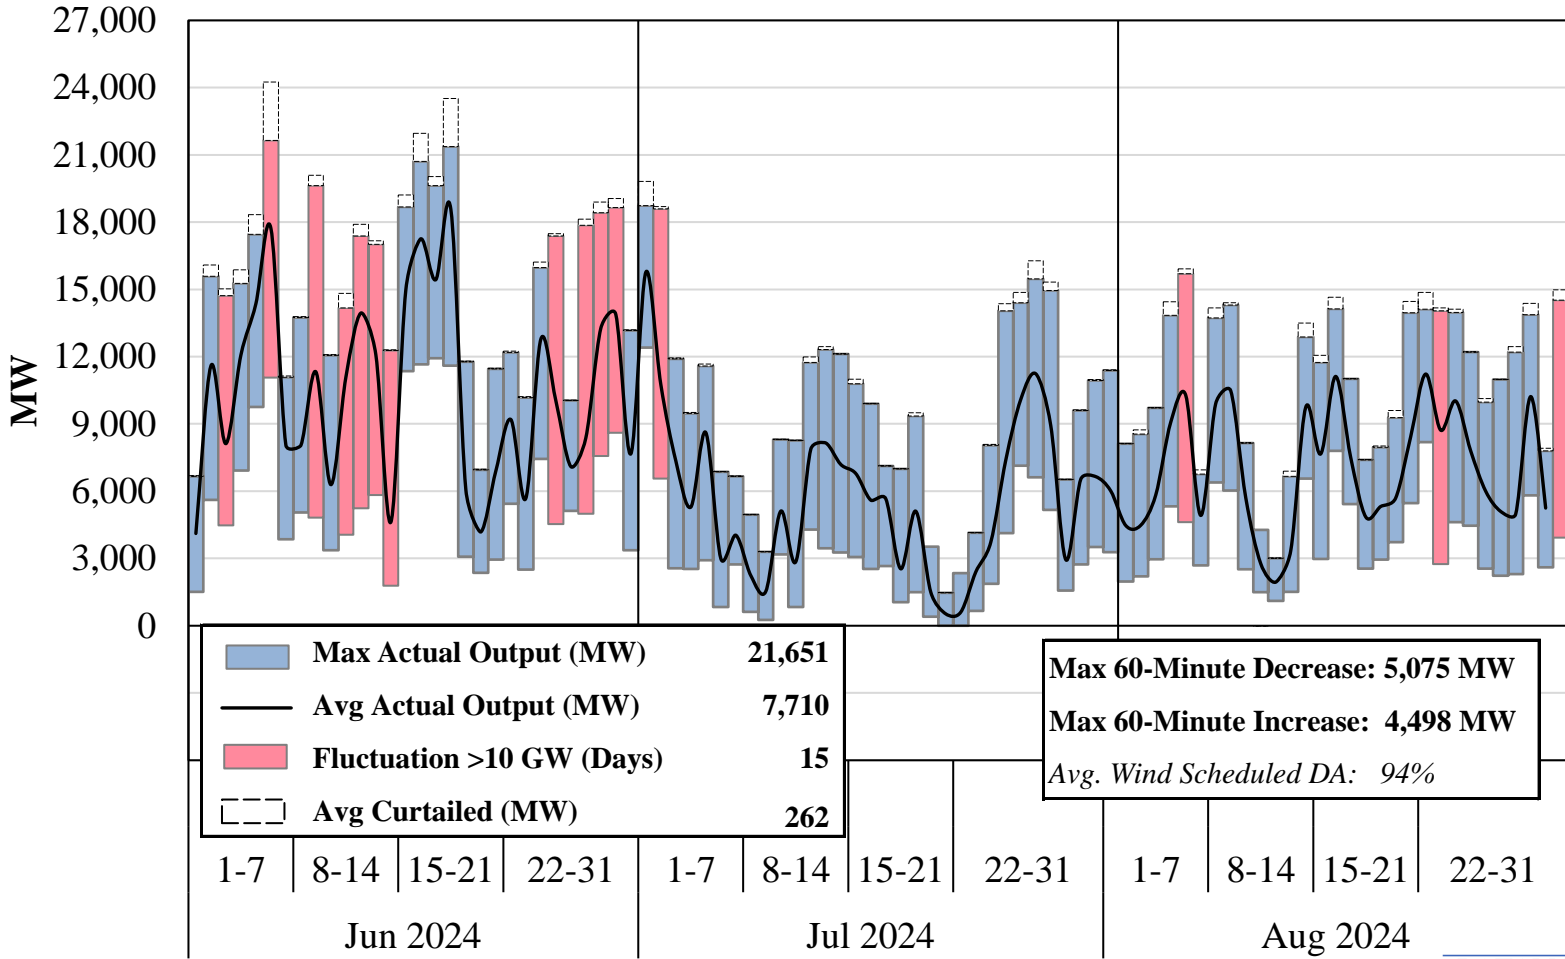 27,000
24,000
21,000
18,000
15,000
12,000
9,000
6,000
3,000
0
MW
Max Actual Output (MW) 21,651
Avg Actual Output (MW) 7,710
Fluctuation >10 GW (Days) 15
Avg Curtailed (MW) 262
Max 60-Minute Decrease: 5,075 MW
Max 60-Minute Increase: 4,498 MW
Avg. Wind Scheduled DA: 94%
1-7 8-14 15-21 22-31 1-7 8-14 15-21 22-31 1-7 8-14 15-21 22-31
Jun 2024 Jul 2024 Aug 2024